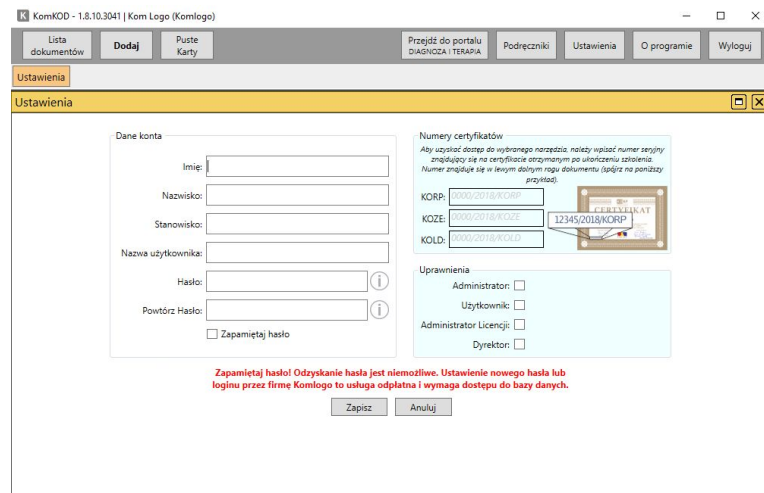 K KomKOD - 1.8.10.3041 | Kom Logo (Komlogo)
Lista
dokumentów
Dodaj
Puste
Karty
Przejdź do portalu
DIAGNOZA I TERAPIA
Podręczniki
Ustawienia
O programie
Wyloguj
Ustawienia
Ustawienia
Dane konta
Imię:
Nazwisko:
Stanowisko:
Nazwa użytkownika:
Hasło:
Powtórz Hasło:
Zapamiętaj hasło
Numery certyfikatów
Aby uzyskać dostęp do wybranego narzędzia, należy wpisać numer seryjny
znajdujący się na certyfikacie otrzymanym po ukończeniu szkolenia.
Numer znajduje się w lewym dolnym rogu dokumentu (spójrz na poniższy
przykład).
KORP: 0000/2018/KORP
KOZE: 0000/2018/KOZE
KOLD: 0000/2018/KOLD
CERTYFIKAT
12345/2018/KORP
Uprawnienia
Administrator:
Użytkownik:
Administrator Licencji:
Dyrektor:
Zapamiętaj hasło! Odzyskanie hasła jest niemożliwe. Ustawienie nowego hasła lub
loginu przez firmę Komlogo to usługa odpłatna i wymaga dostępu do bazy danych.
Zapisz
Anuluj